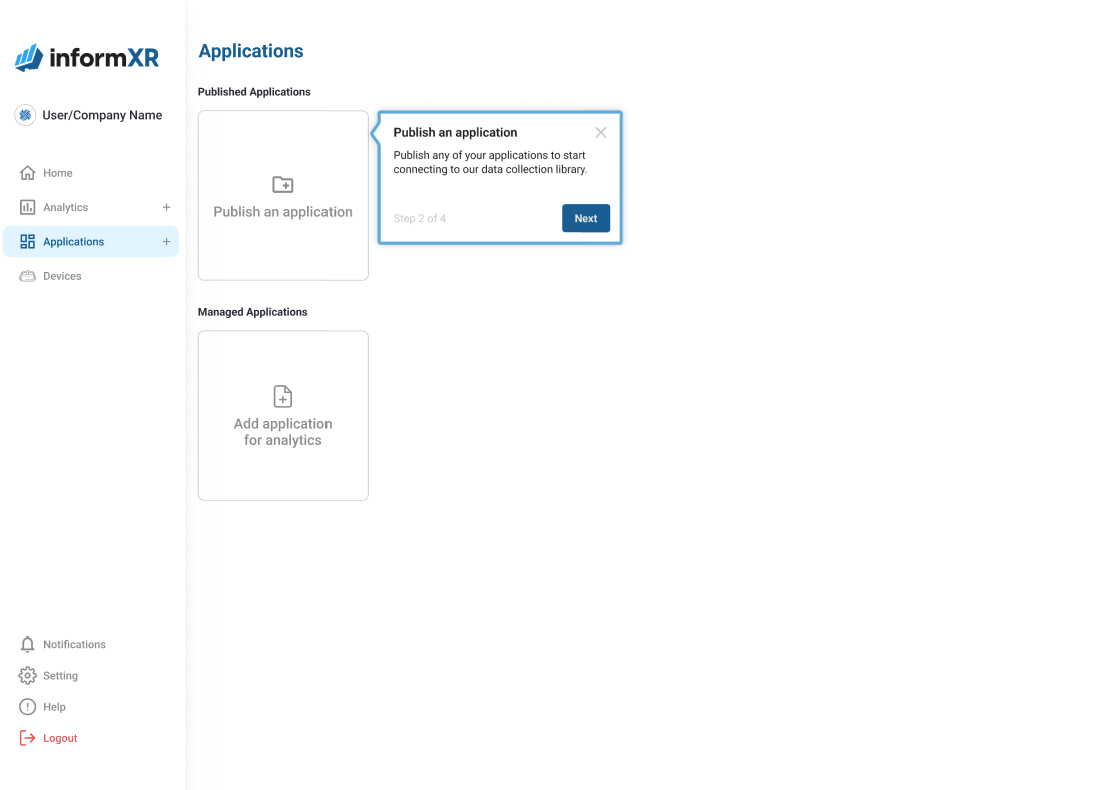 informXR
User/Company Name
Home
Analytics
Applications
Devices
Notifications
Setting
Help
Logout
Applications
Published Applications
Publish an application
Publish an application
Publish any of your applications to start
connecting to our data collection library.
Step 2 of 4
Next
Managed Applications
Add application
for analytics